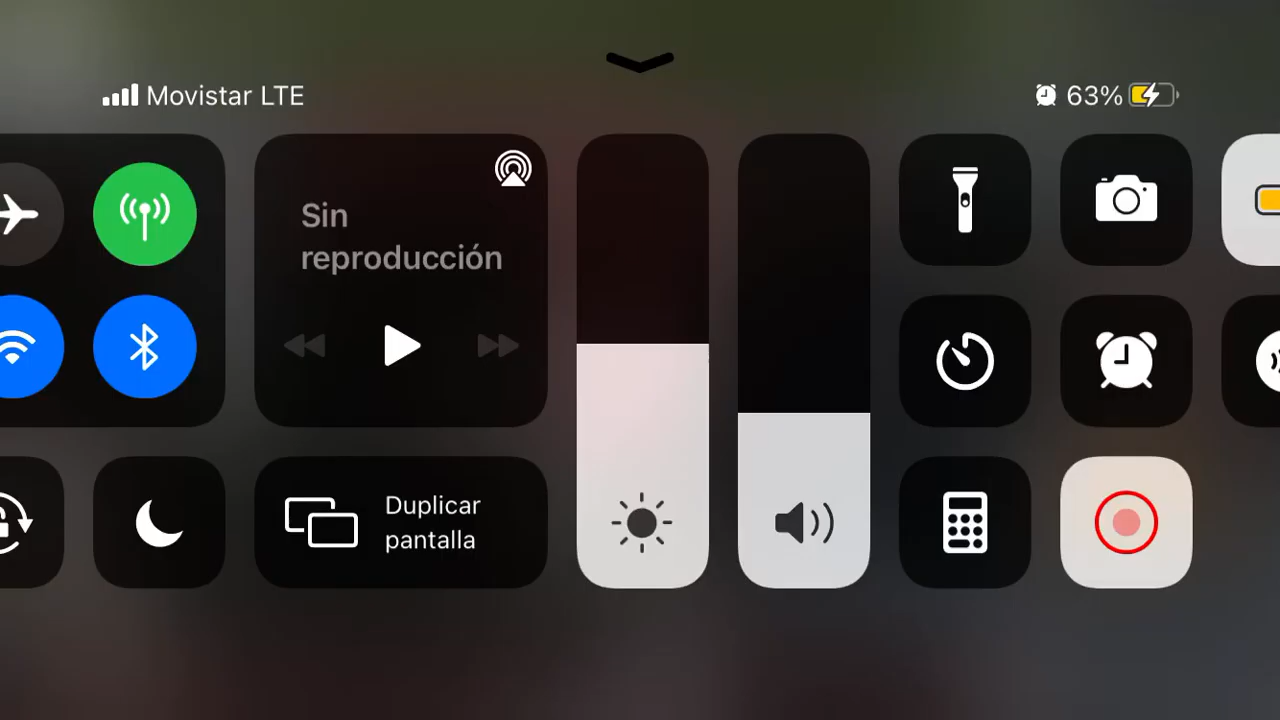 Movistar LTE
63%
Sin
reproducción
Duplicar
pantalla